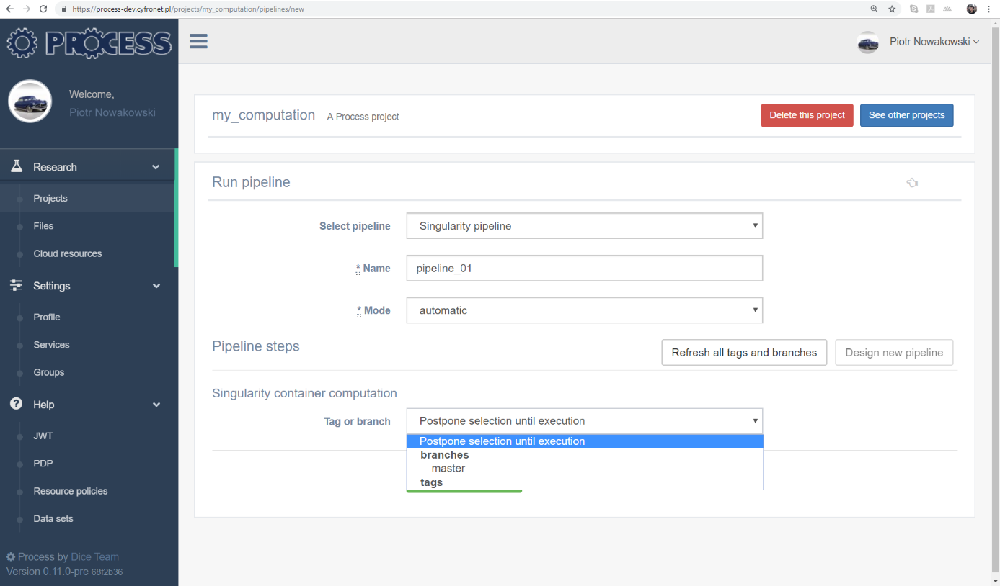 https://process-dev.cyfronet.pl/projects/my_computation/pipelines/new
PROCESS
Piotr Nowakowski
Welcome,
Piotr Nowakowski
Research
Projects
Files
Cloud resources
Settings
Profile
Services
Groups
Help
JWT
PDP
Resource policies
Data sets
Process by Dice Team
Version 0.11.0-pre 68f2b36
my_computation A Process project
Delete this project
See other projects
Run pipeline
Select pipeline
Singularity pipeline
* Name
pipeline_01
* Mode
automatic
Pipeline steps
Refresh all tags and branches
Design new pipeline
Singularity container computation
Tag or branch
Postpone selection until execution
Postpone selection until execution
branches
master
tags